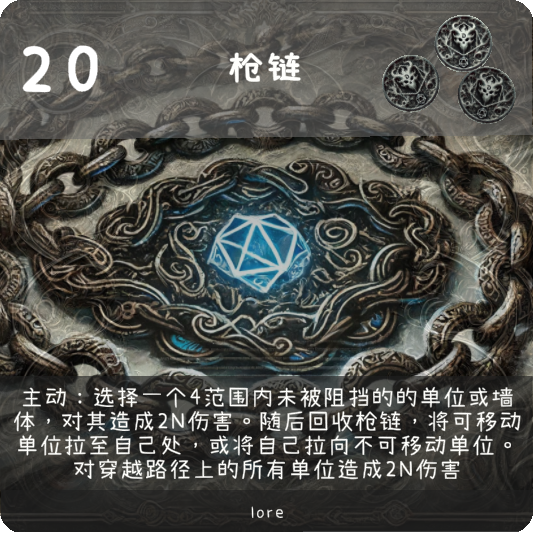 20
枪链
主动：选择一个4范围内未被阻挡的的单位或墙
体，对其造成2N伤害。随后回收枪链，将可移动
单位拉至自己处，或将自己拉向不可移动单位。
对穿越路径上的所有单位造成2N伤害
lore